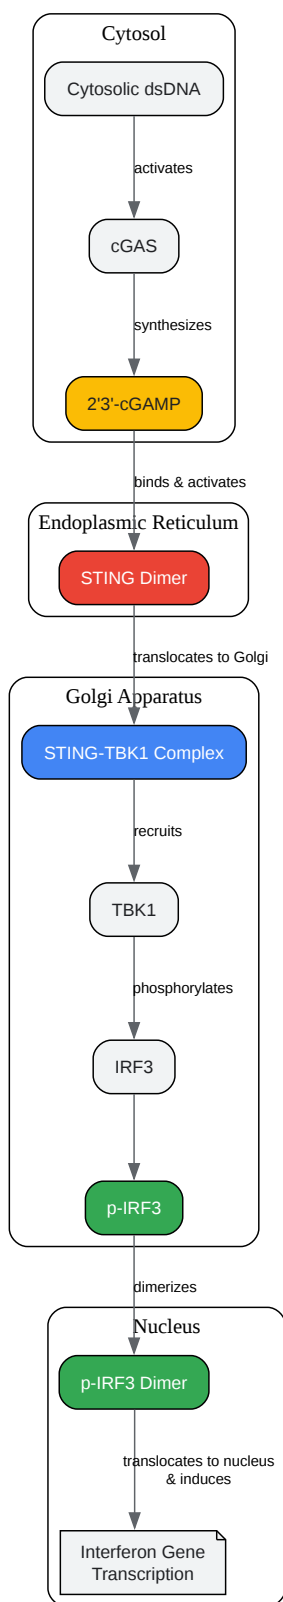 Cytosol
Cytosolic dsDNA
activates
cGAS
synthesizes
2'3'-cGAMP
binds & activates
Endoplasmic Reticulum
STING Dimer
translocates to Golgi
Golgi Apparatus
STING-TBK1 Complex
recruits
TBK1
phosphorylates
IRF3
p-IRF3
dimerizes
Nucleus
p-IRF3 Dimer
translocates to nucleus
& induces
Interferon Gene
Transcription